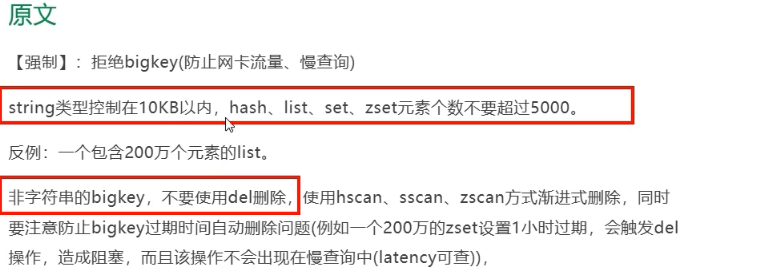 原文
【强制】：拒绝bigkey(防止网卡流量、慢查询)
string类型控制在10KB以内，hash、list、set、zset元素个数不要超过5000。
反例：一个包含200万个元素的list。
非字符串的bigkey，不要使用del删除，使用hscan、sscan、zscan方式渐进式删除，同时
要注意防止bigkey过期时间自动删除问题(例如一个200万的zset设置1小时过期，会触发del
操作，造成阻塞，而且该操作不会出现在慢查询中(latency可查))，